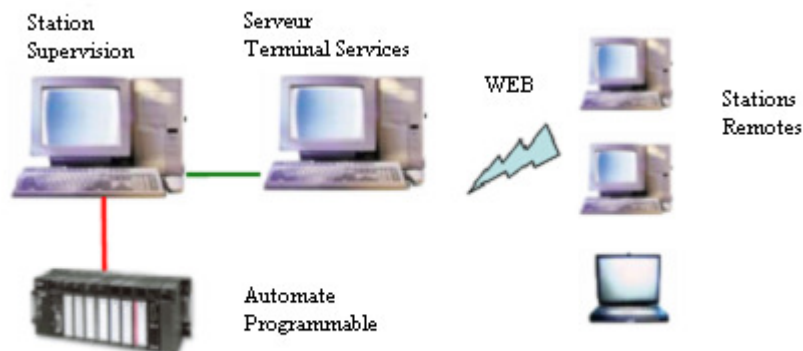 Station
Supervision
Serveur
Terminal Services
WEB
Stations
Remotes
Automate
Programmable